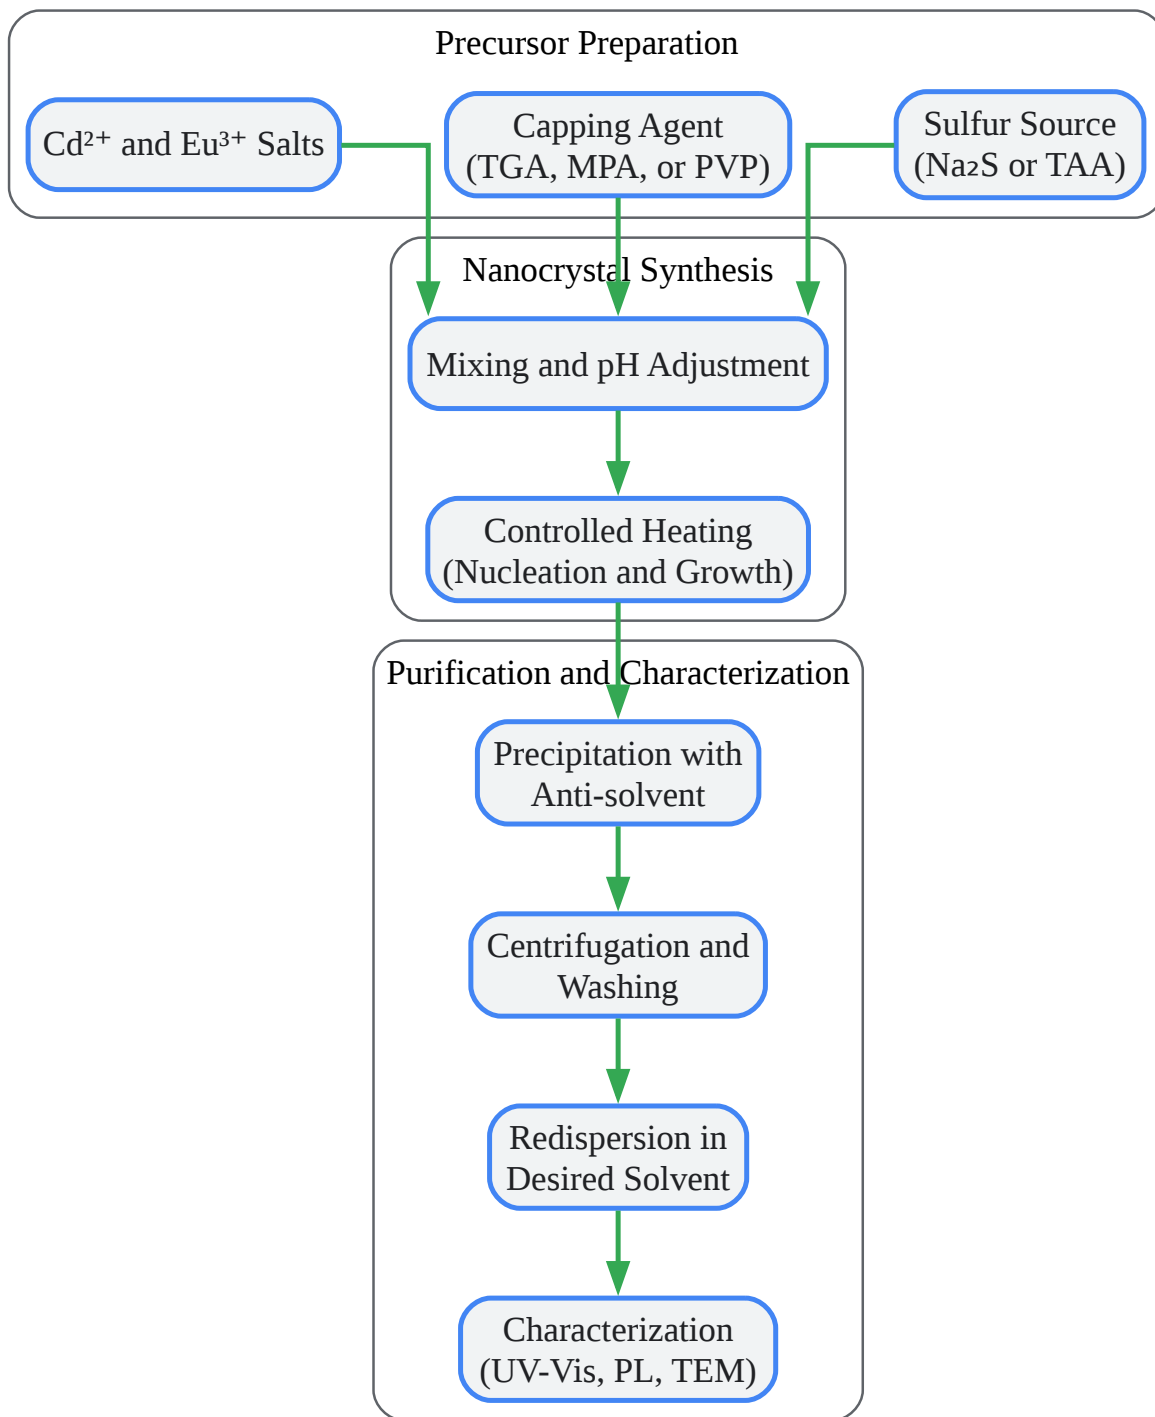 Precursor Preparation
Cd²⁺ and Eu³⁺ Salts
Capping Agent
(TGA, MPA, or PVP)
Sulfur Source
(Na₂S or TAA)
Nanocrystal Synthesis
Mixing and pH Adjustment
Controlled Heating
(Nucleation and Growth)
Purification and Characterization
Precipitation with
Anti-solvent
Centrifugation and
Washing
Redispersion in
Desired Solvent
Characterization
(UV-Vis, PL, TEM)